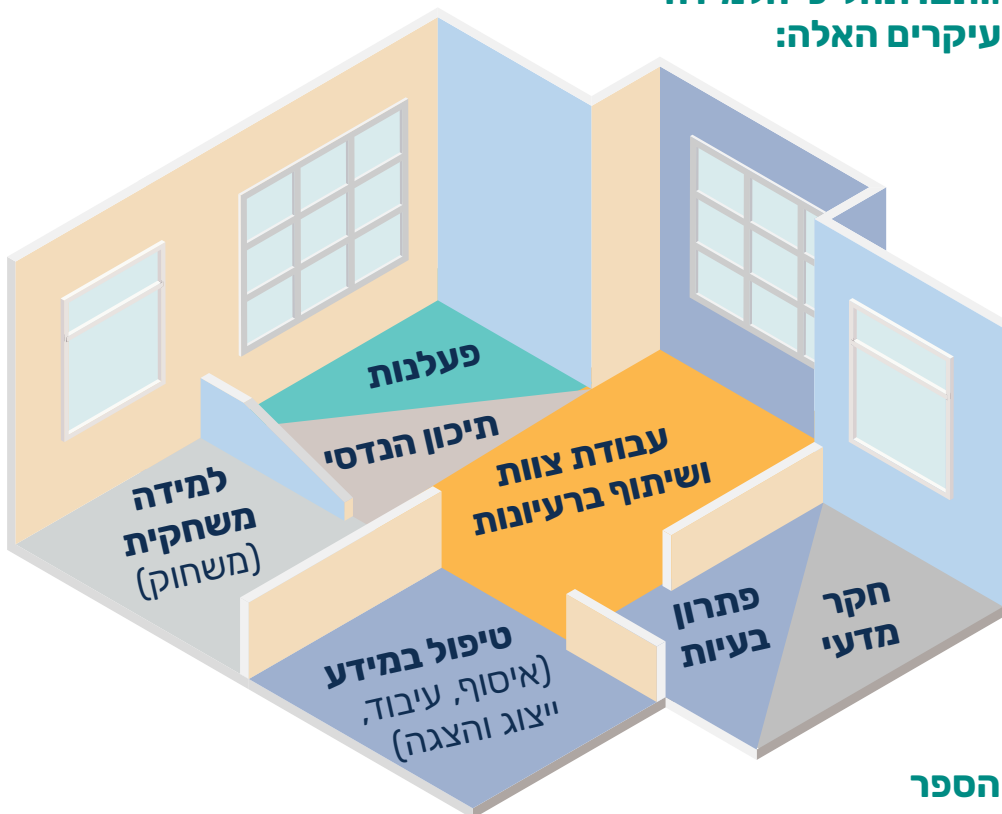 עיקרים האלה:
פעלנות
תיכון הנדסי
עבודת צוות
ושיתוף ברעיונות
למידה
משחקית
(משחוק)
טיפול במידע
(איסוף, עיבוד,
ייצוג והצגה)
פתרון
בעיות
חקר
מדעי
הספר